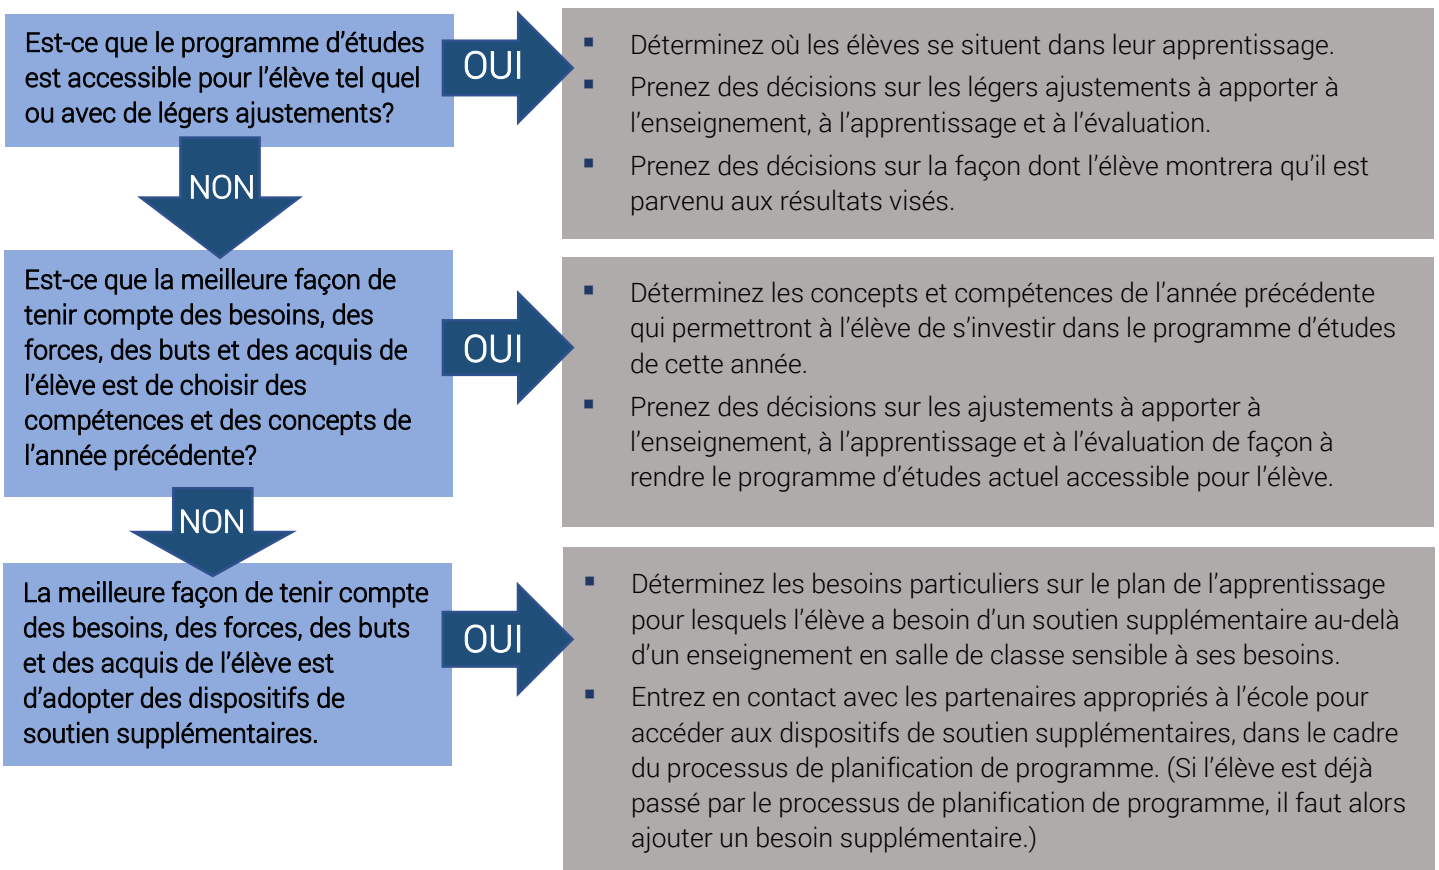 Est-ce que le programme d’études
est accessible pour l’élève tel quel
ou avec de légers ajustements?
OUI
▪ Déterminez où les élèves se situent dans leur apprentissage.
▪ Prenez des décisions sur les légers ajustements à apporter à
l’enseignement, à l’apprentissage et à l’évaluation.
▪ Prenez des décisions sur la façon dont l’élève montrera qu’il est
parvenu aux résultats visés.
NON
Est-ce que la meilleure façon de
tenir compte des besoins, des
forces, des buts et des acquis de
l’élève est de choisir des
compétences et des concepts de
l’année précédente?
OUI
▪ Déterminez les concepts et compétences de l’année précédente
qui permettront à l’élève de s’investir dans le programme d’études
de cette année.
▪ Prenez des décisions sur les ajustements à apporter à
l’enseignement, à l’apprentissage et à l’évaluation de façon à
rendre le programme d’études actuel accessible pour l’élève.
NON
La meilleure façon de tenir compte
des besoins, des forces, des buts
et des acquis de l’élève est
d’adopter des dispositifs de
soutien supplémentaires.
OUI
▪ Déterminez les besoins particuliers sur le plan de l’apprentissage
pour lesquels l’élève a besoin d’un soutien supplémentaire au-delà
d’un enseignement en salle de classe sensible à ses besoins.
▪ Entrez en contact avec les partenaires appropriés à l’école pour
accéder aux dispositifs de soutien supplémentaires, dans le cadre
du processus de planification de programme. (Si l’élève est déjà
passé par le processus de planification de programme, il faut alors
ajouter un besoin supplémentaire.)